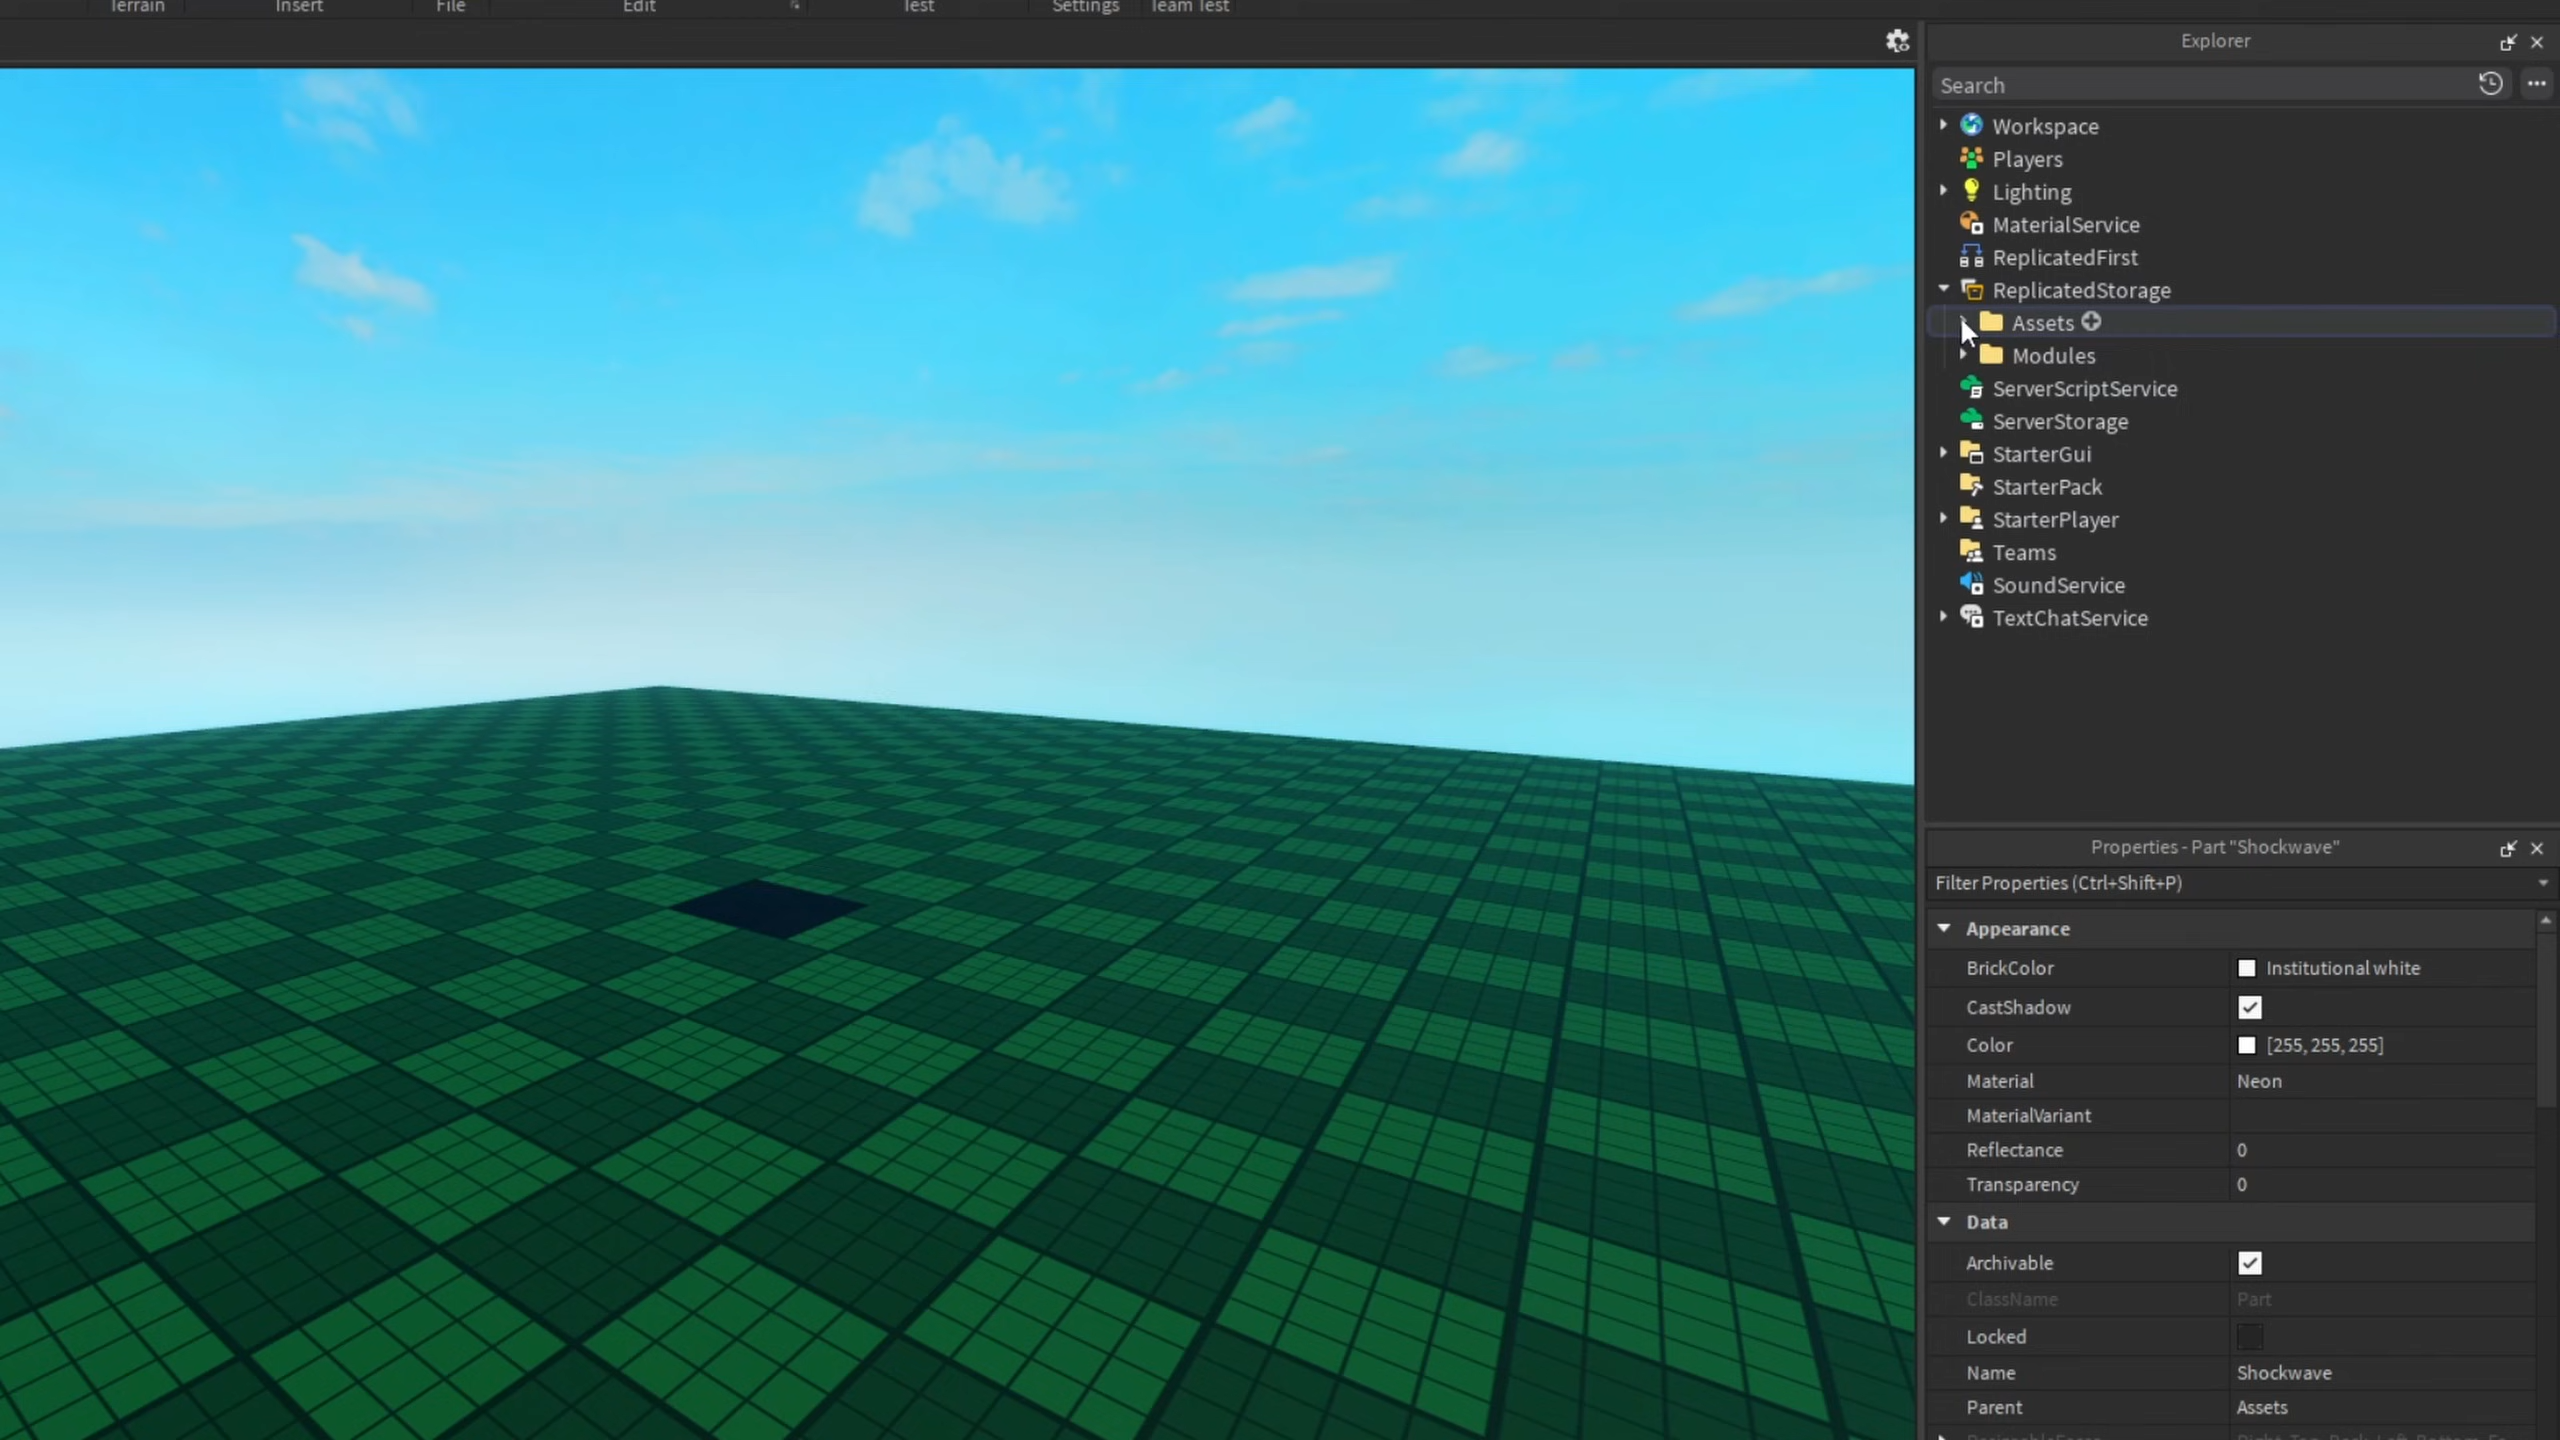 Terrain Insert File Edit Test Settings Team Test
Explorer
Search
Workspace
Players
Lighting
MaterialService
ReplicatedFirst
ReplicatedStorage
Assets
Modules
ServerScriptService
ServerStorage
StarterGui
StarterPack
StarterPlayer
Teams
SoundService
TextChatService
Properties - Part "Shockwave"
Filter Properties (Ctrl+Shift+P)
Appearance
BrickColor Institutional white
CastShadow
Color [255, 255, 255]
Material Neon
MaterialVariant
Reflectance 0
Transparency 0
Data
Archivable
ClassName Part
Locked
Name Shockwave
Parent Assets